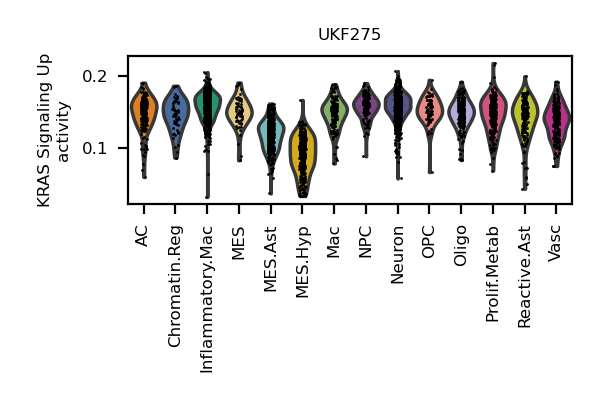 UKF275
KRAS Signaling Up
activity
0.2
0.1
AC
Chromatin.Reg
Inflammatory.Mac
MES
MES.Ast
MES.Hyp
Mac
NPC
Neuron
OPC
Oligo
Prolif.Metab
Reactive.Ast
Vasc